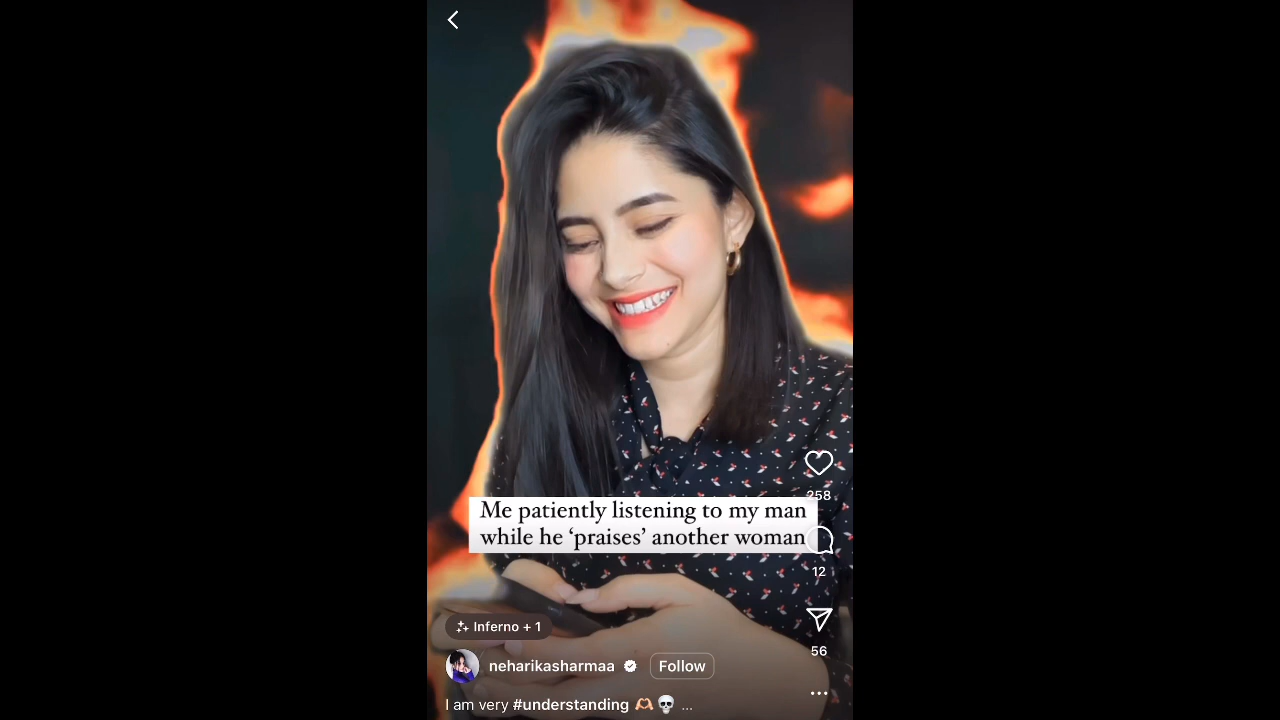 258
Me patiently listening to my man
while he ‘praises’ another woman
12
Inferno + 1
56
neharikasharmaa Follow
I am very #understanding 🫶🏼💀 ...